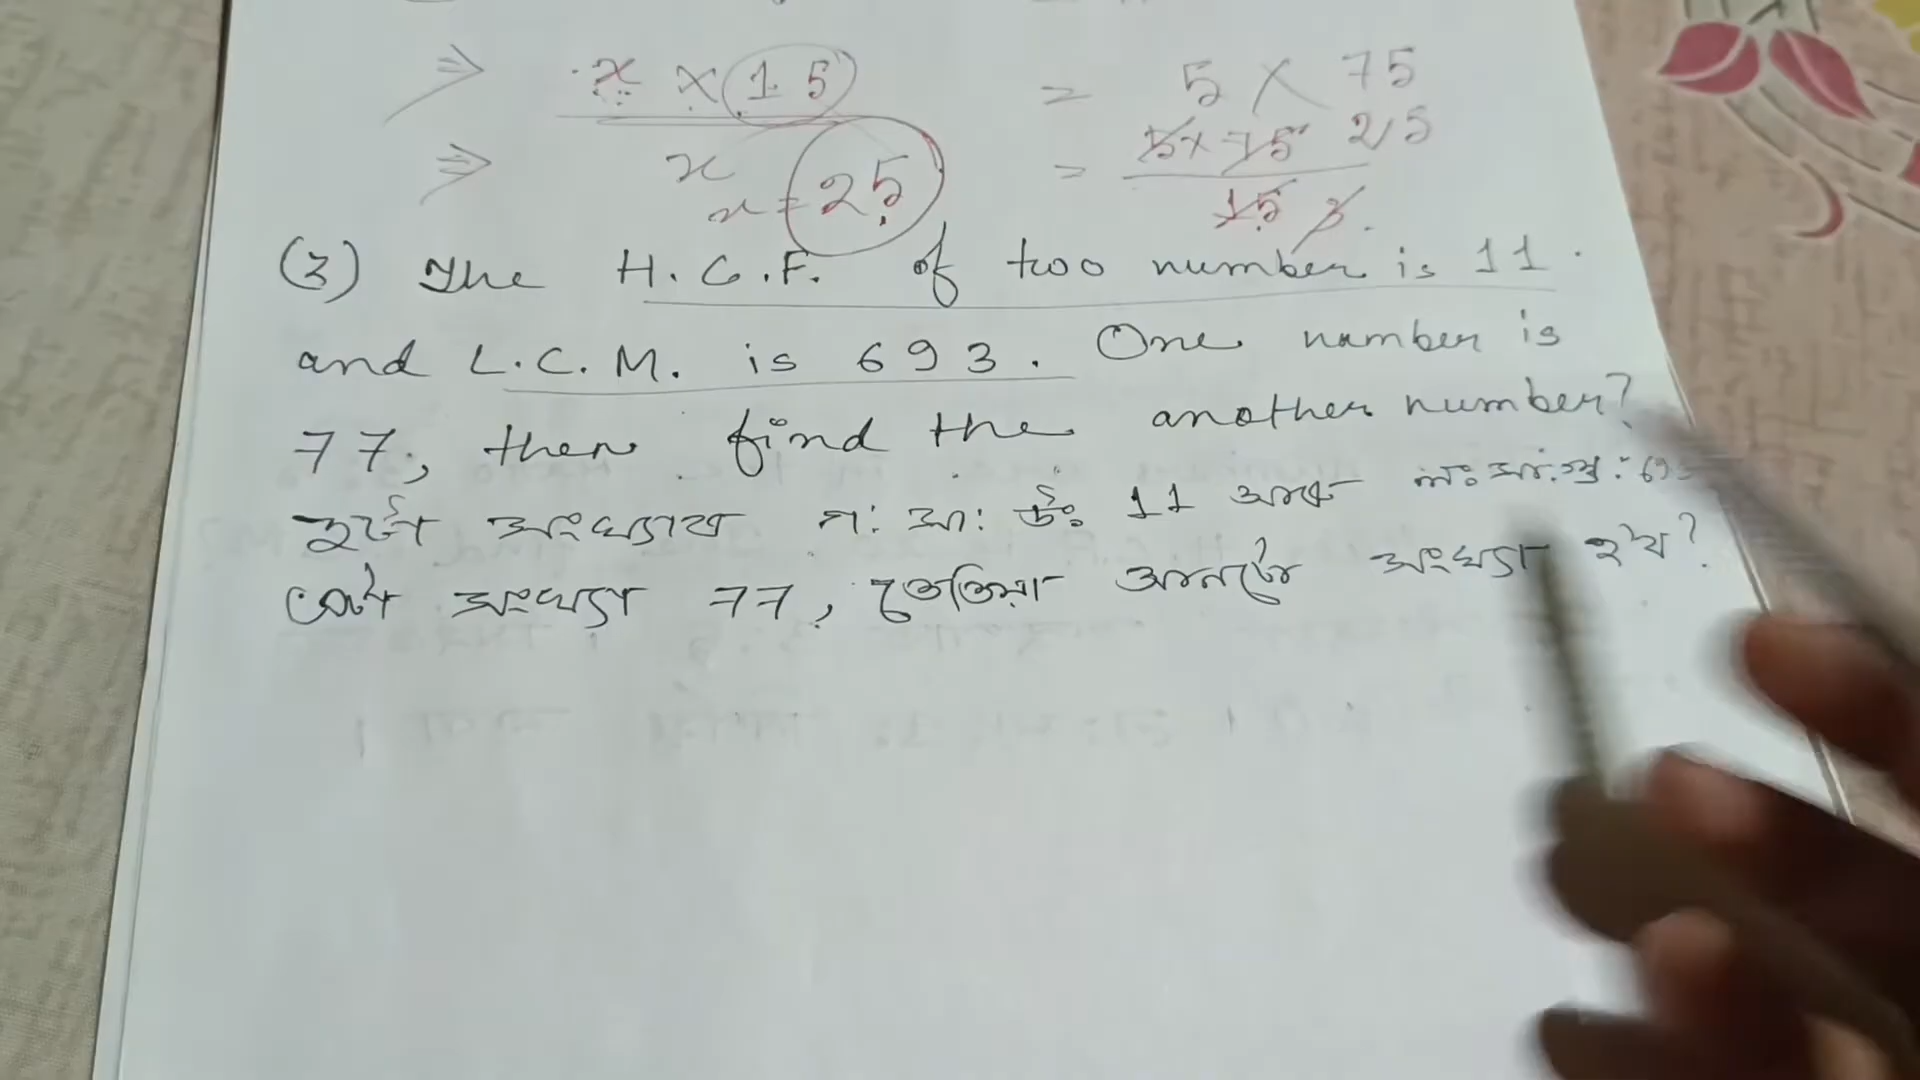 ⇒ x × 15 = 5 × 75
⇒ x = 5 × 75 25
x = 25 15 3
(3) The H.C.F. of two number is 11.
and L.C.M. is 693. One number is
77, then find the another number?
দুটা সংখ্যাৰ গ: সা: উ: 11 আৰু ল: সা: গু: 693
এটা সংখ্যা 77, তেতিয়া আনটো সংখ্যা হ'ব?